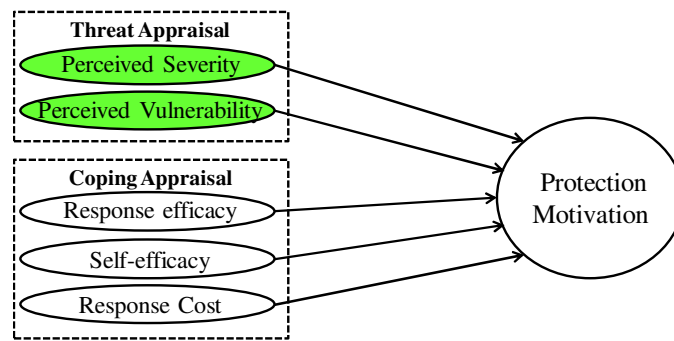 Threat Appraisal
Perceived Severity
Perceived Vulnerability
Coping Appraisal
Response efficacy
Self-efficacy
Response Cost
Protection
Motivation